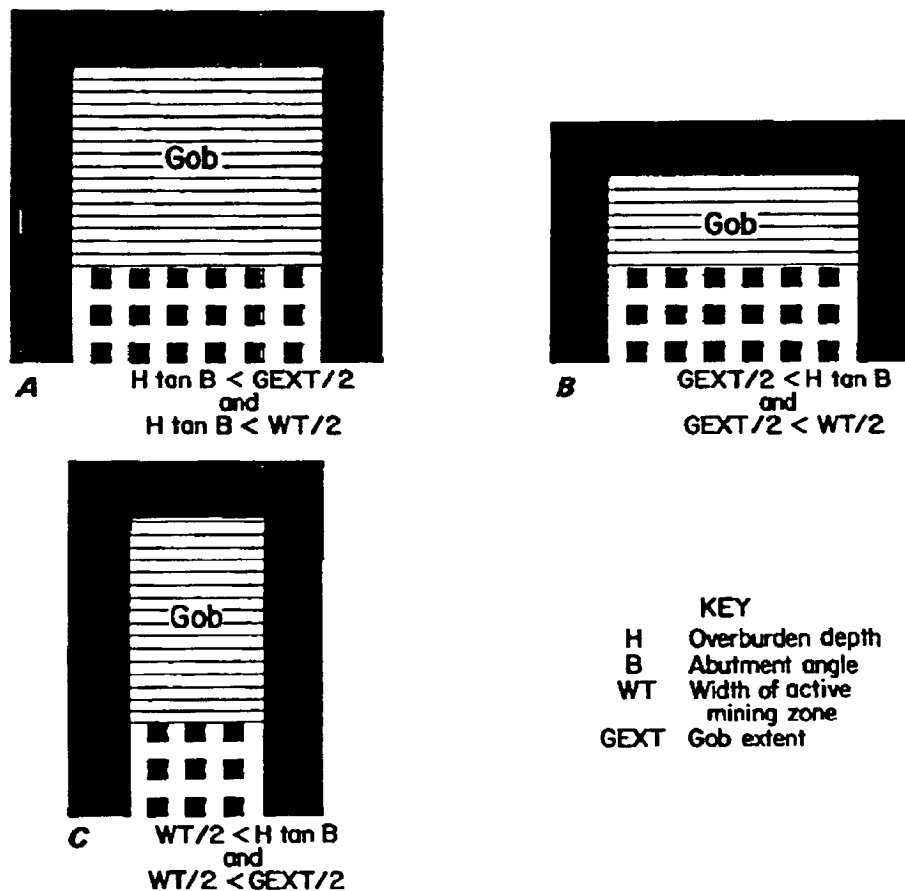 Gob
A
H tan B < GEXT/2
and
H tan B < WT/2
Gob
B
GEXT/2 < H tan B
and
GEXT/2 < WT/2
Gob
C
WT/2 < H tan B
and
WT/2 < GEXT/2
KEY
H Overburden depth
B Abutment angle
WT Width of active
mining zone
GEXT Gob extent